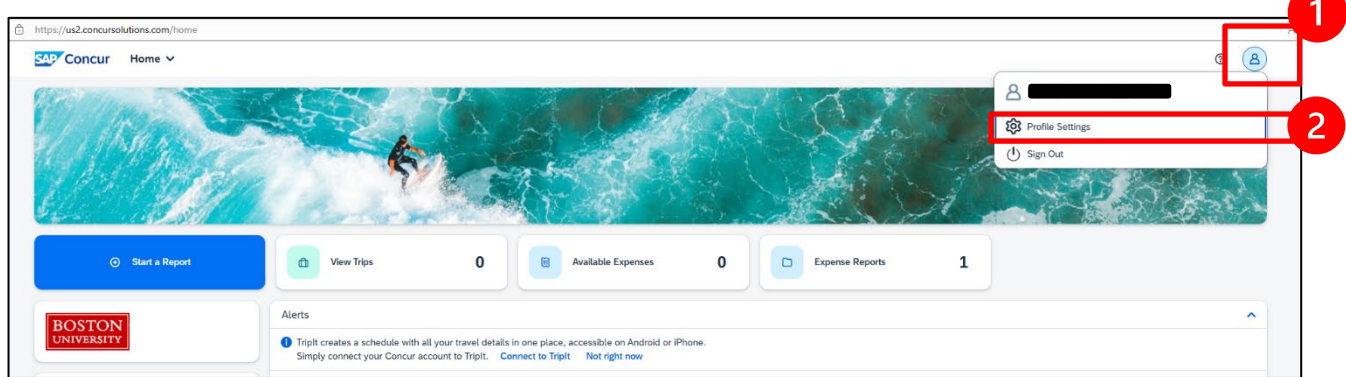 https://us2.concursolutions.com/home
1
SAP Concur Home
Profile Settings
2
Sign Out
Start a Report
View Trips 0
Available Expenses 0
Expense Reports 1
BOSTON
UNIVERSITY
Alerts
TripIt creates a schedule with all your travel details in one place, accessible on Android or iPhone.
Simply connect your Concur account to TripIt. Connect to TripIt Not right now